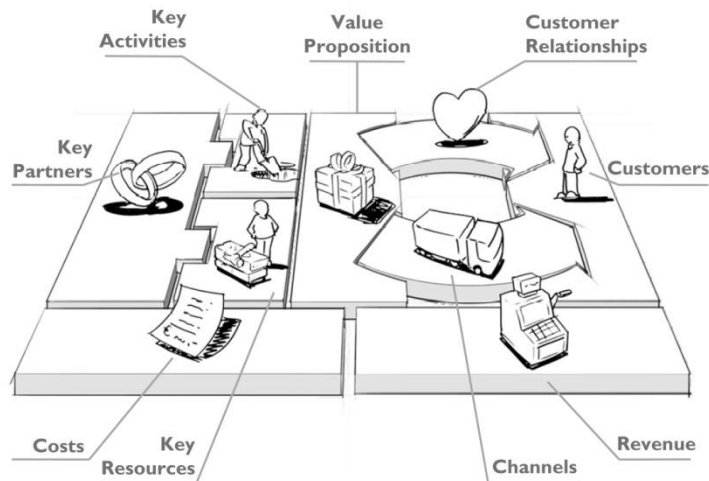 Key
Activities
Value
Proposition
Customer
Relationships
Key
Partners
Customers
Costs
Key
Resources
Channels
Revenue